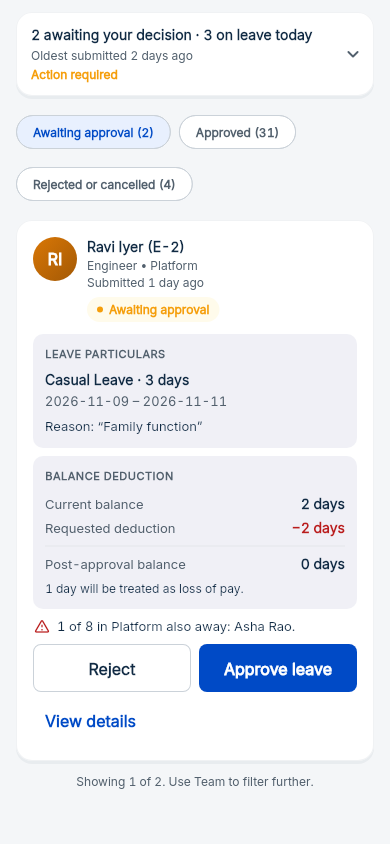 2 awaiting your decision · 3 on leave today
Oldest submitted 2 days ago
Action required
Awaiting approval (2)
Approved (31)
Rejected or cancelled (4)
RI
Ravi Iyer (E-2)
Engineer • Platform
Submitted 1 day ago
Awaiting approval
LEAVE PARTICULARS
Casual Leave · 3 days
2026-11-09 – 2026-11-11
Reason: “Family function”
BALANCE DEDUCTION
Current balance 2 days
Requested deduction −2 days
Post-approval balance 0 days
1 day will be treated as loss of pay.
1 of 8 in Platform also away: Asha Rao.
Reject
Approve leave
View details
Showing 1 of 2. Use Team to filter further.